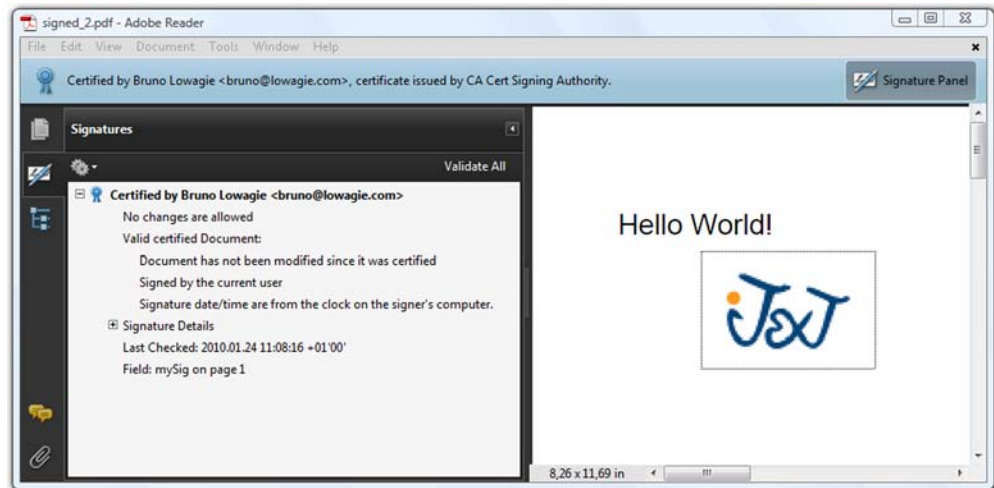 signed_2.pdf - Adobe Reader
File Edit View Document Tools Window Help
Certified by Bruno Lowagie <bruno@lowagie.com>, certificate issued by CA Cert Signing Authority.
Signature Panel
Signatures
Validate All
Certified by Bruno Lowagie <bruno@lowagie.com>
No changes are allowed
Valid certified Document:
Document has not been modified since it was certified
Signed by the current user
Signature date/time are from the clock on the signer's computer.
Signature Details
Last Checked: 2010.01.24 11:08:16 +01'00'
Field: mySig on page 1
Hello World!
iText
8,26 x 11,69 in